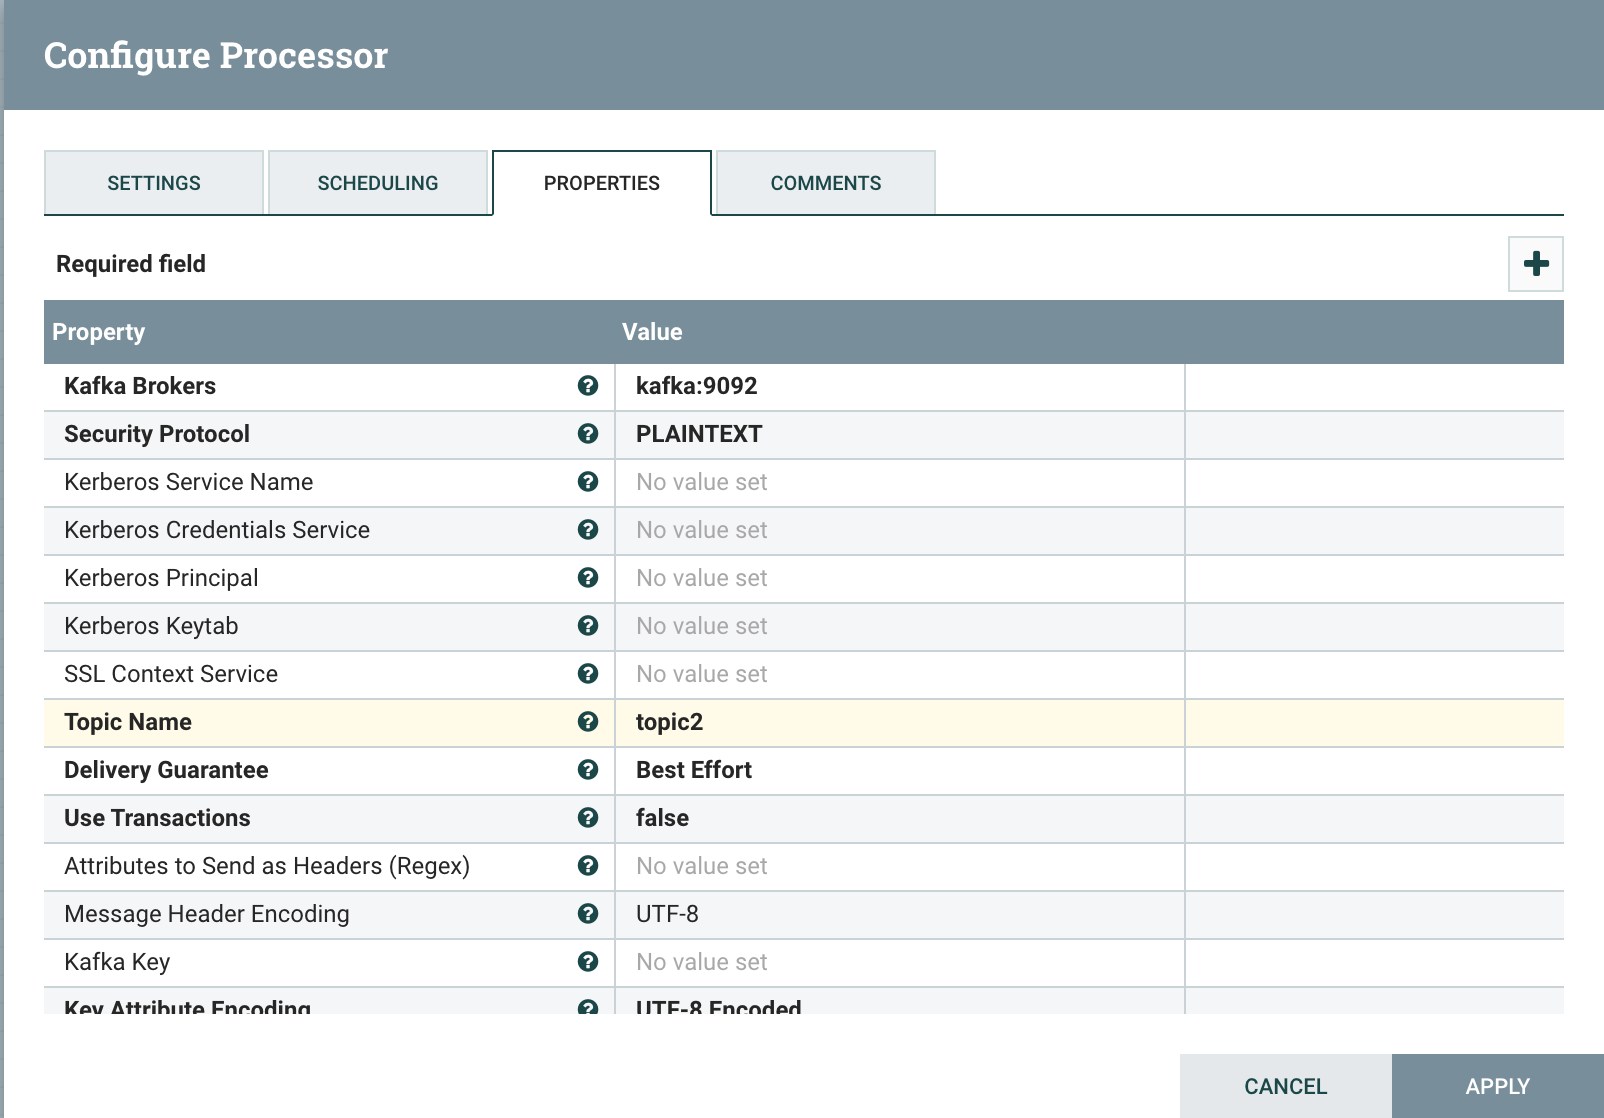 Configure Processor
SETTINGS SCHEDULING PROPERTIES COMMENTS
Required field
Property Value
Kafka Brokers kafka:9092
Security Protocol PLAINTEXT
Kerberos Service Name No value set
Kerberos Credentials Service No value set
Kerberos Principal No value set
Kerberos Keytab No value set
SSL Context Service No value set
Topic Name topic2
Delivery Guarantee Best Effort
Use Transactions false
Attributes to Send as Headers (Regex) No value set
Message Header Encoding UTF-8
Kafka Key No value set
Key Attribute Encoding UTF-8 Encoded
CANCEL APPLY